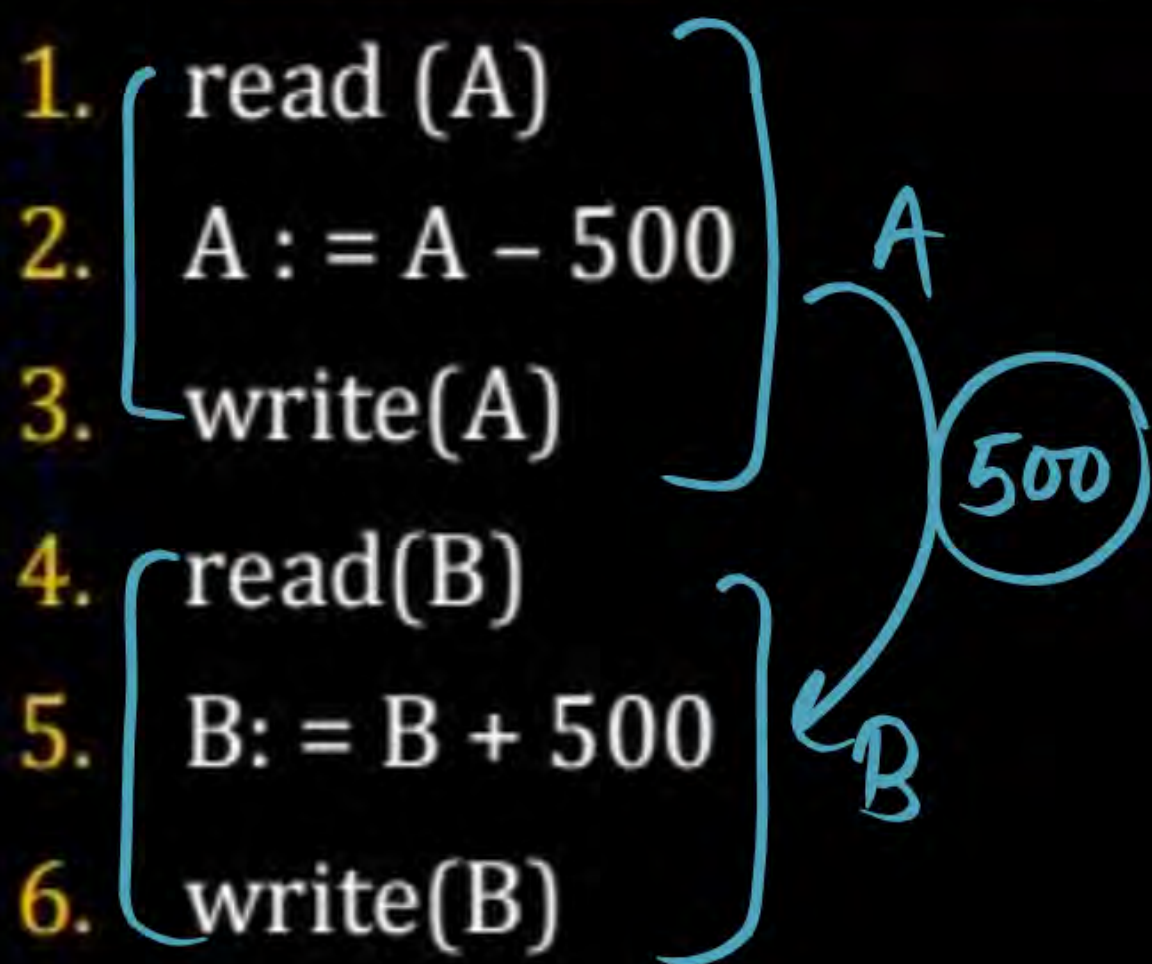 1. read (A)
2. A : = A – 500
A
3. write(A)
500
4. read(B)
5. B: = B + 500
B
6. write(B)